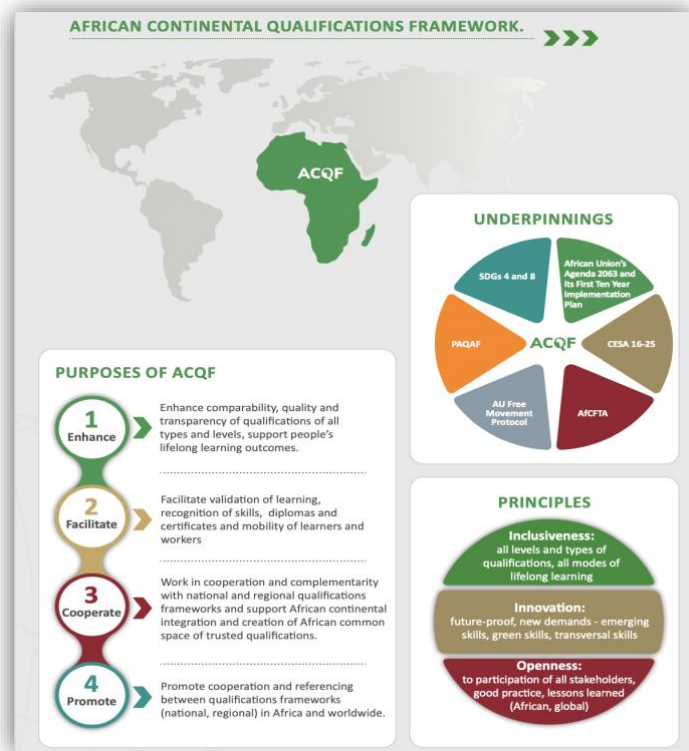 AFRICAN CONTINENTAL QUALIFICATIONS FRAMEWORK.
ACQF
UNDERPINNINGS
SDGs 4 and 8
African Union's
Agenda 2063 and
its First Ten Year
Implementation
Plan
PAQAF
ACQF
CESA 16-25
AU Free
Movement
Protocol
AfCFTA
PURPOSES OF ACQF
1
Enhance
Enhance comparability, quality and
transparency of qualifications of all
types and levels, support people's
lifelong learning outcomes.
2
Facilitate
Facilitate validation of learning,
recognition of skills, diplomas and
certificates and mobility of learners and
workers
3
Cooperate
Work in cooperation and complementarity
with national and regional qualifications
frameworks and support African continental
integration and creation of African common
space of trusted qualifications.
4
Promote
Promote cooperation and referencing
between qualifications frameworks
(national, regional) in Africa and worldwide.
PRINCIPLES
Inclusiveness:
all levels and types of
qualifications, all modes of
lifelong learning
Innovation:
future-proof, new demands - emerging
skills, green skills, transversal skills
Openness:
to participation of all stakeholders,
good practice, lessons learned
(African, global)